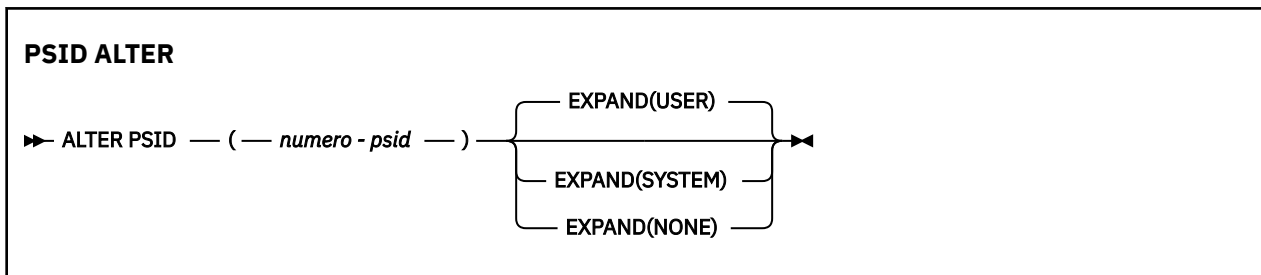 PSID ALTER
EXPAND(USER)
ALTER PSID ( numero - psid )
EXPAND(SYSTEM)
EXPAND(NONE)